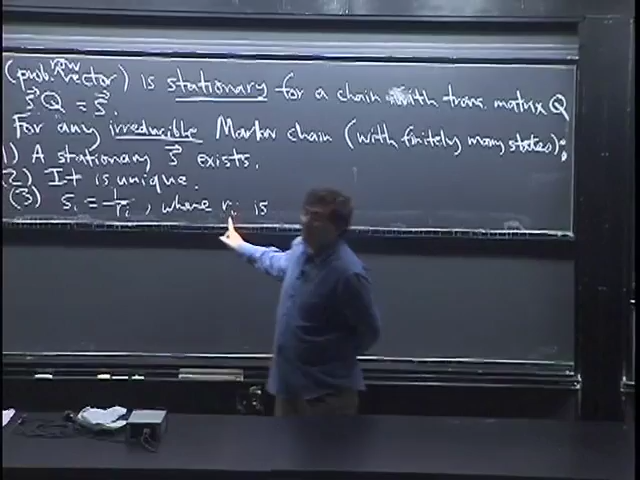 (prob. row vector) is stationary for a chain with trans. matrix Q
s⃗Q = s⃗.
For any irreducible Markov chain (with finitely many states):
1) A stationary s⃗ exists.
(2) It is unique.
(3) sᵢ = 1/rᵢ, where rᵢ is